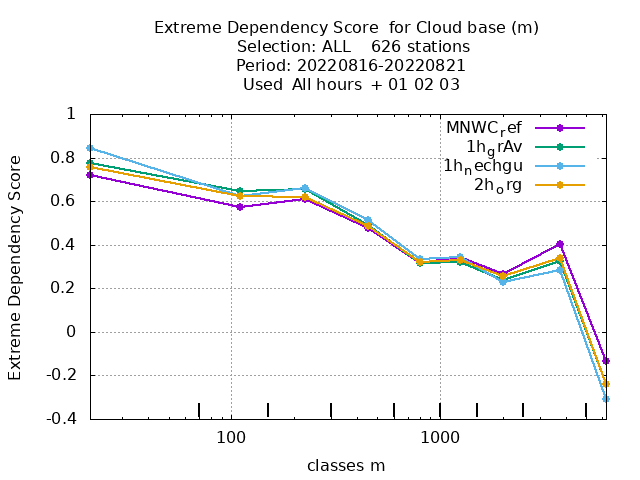 Extreme Dependency Score  for Cloud base (m)
Selection: ALL    626 stations
Period: 20220816-20220821
Used  All hours  + 01 02 03
MNWC_ref
1h_grAv
1h_nechgu
2h_org
1
0.8
0.6
0.4
0.2
0
-0.2
-0.4
Extreme Dependency Score
100 1000
classes m